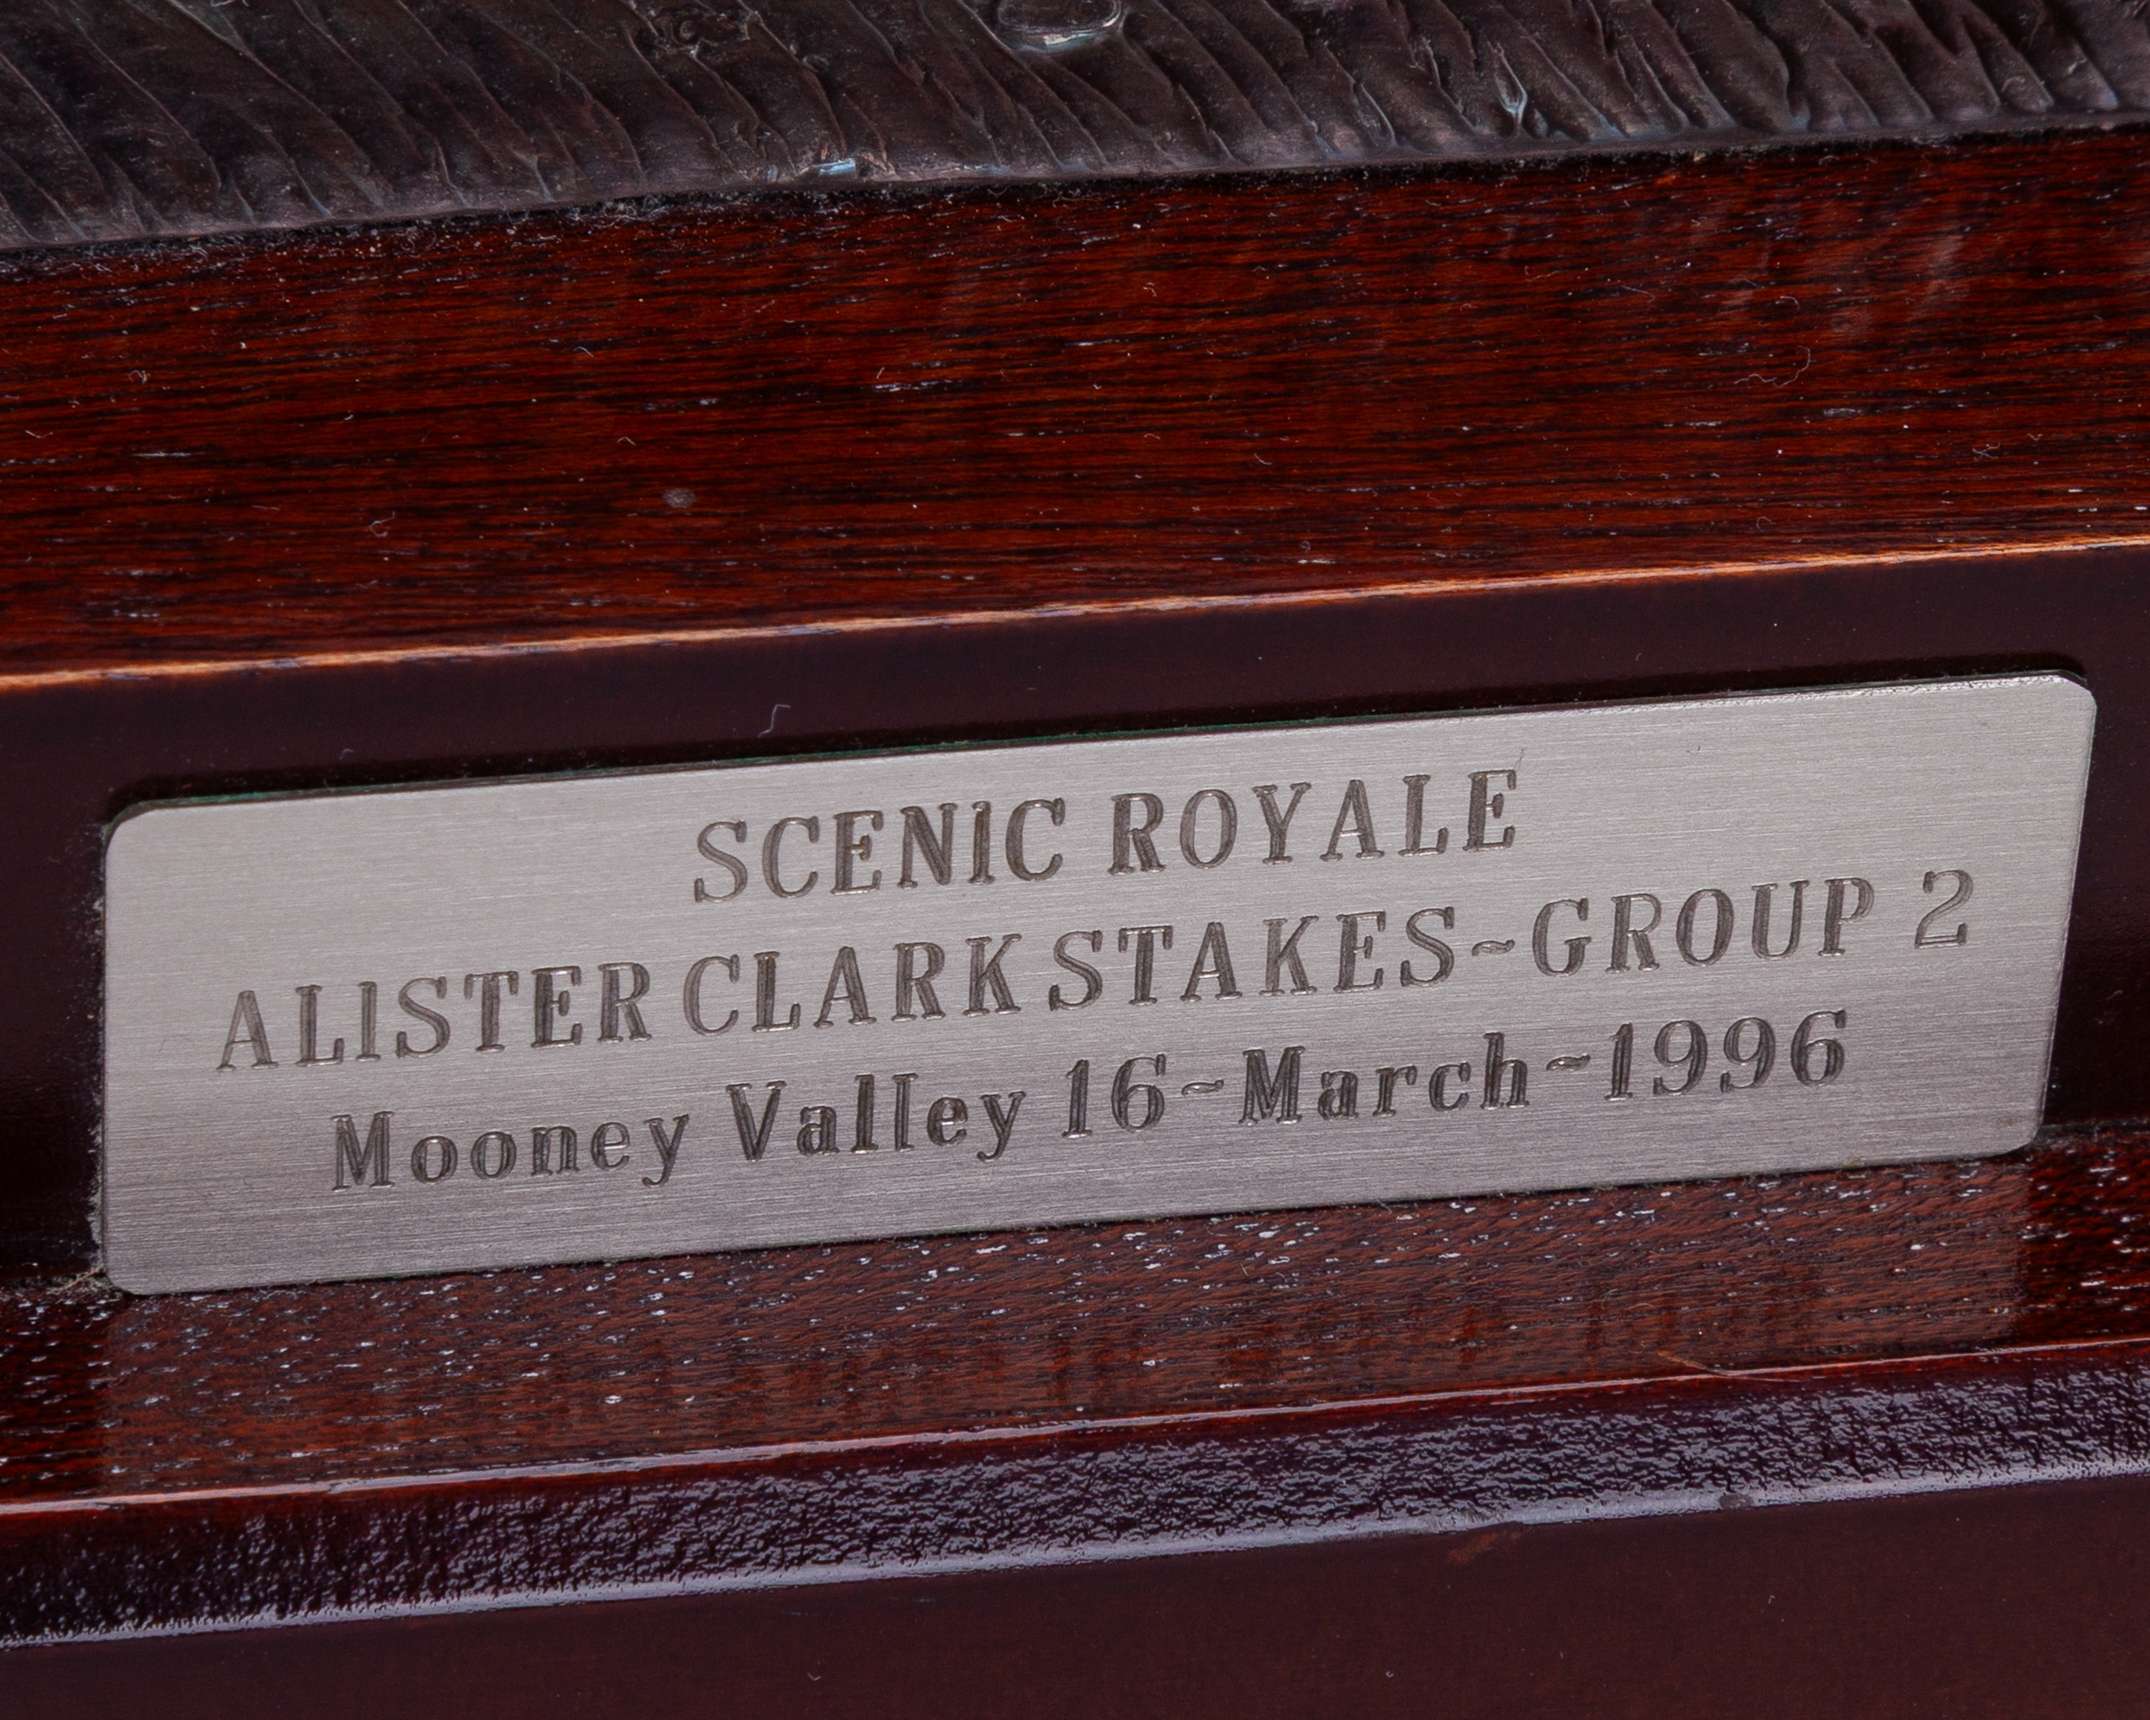 SCENIC ROYALE
ALISTER CLARK STAKES~GROUP 2
Mooney Valley 16~March~1996